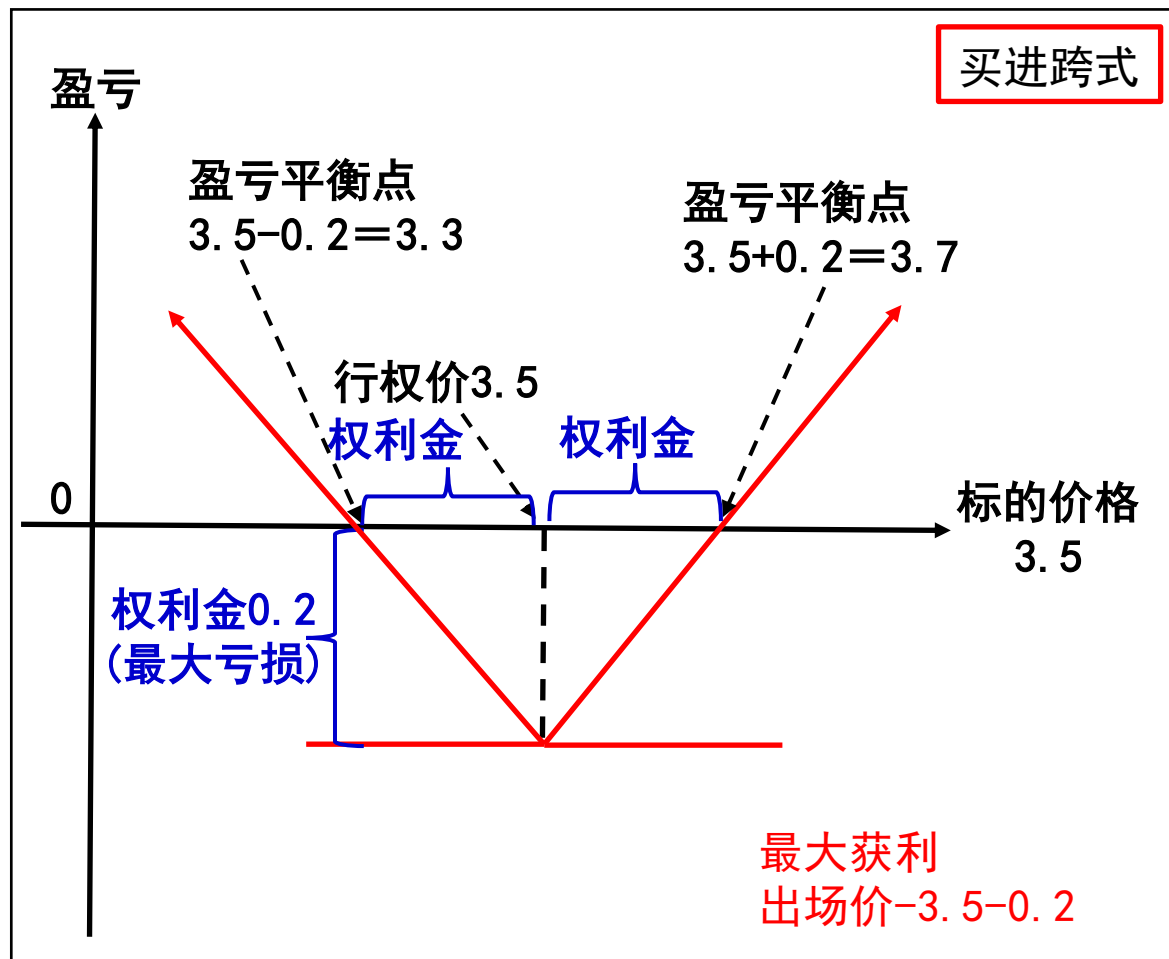 买进跨式
盈亏
盈亏平衡点
3.5-0.2=3.3
盈亏平衡点
3.5+0.2=3.7
行权价3.5
权利金
权利金
0
标的价格
3.5
权利金0.2
(最大亏损)
最大获利
出场价-3.5-0.2